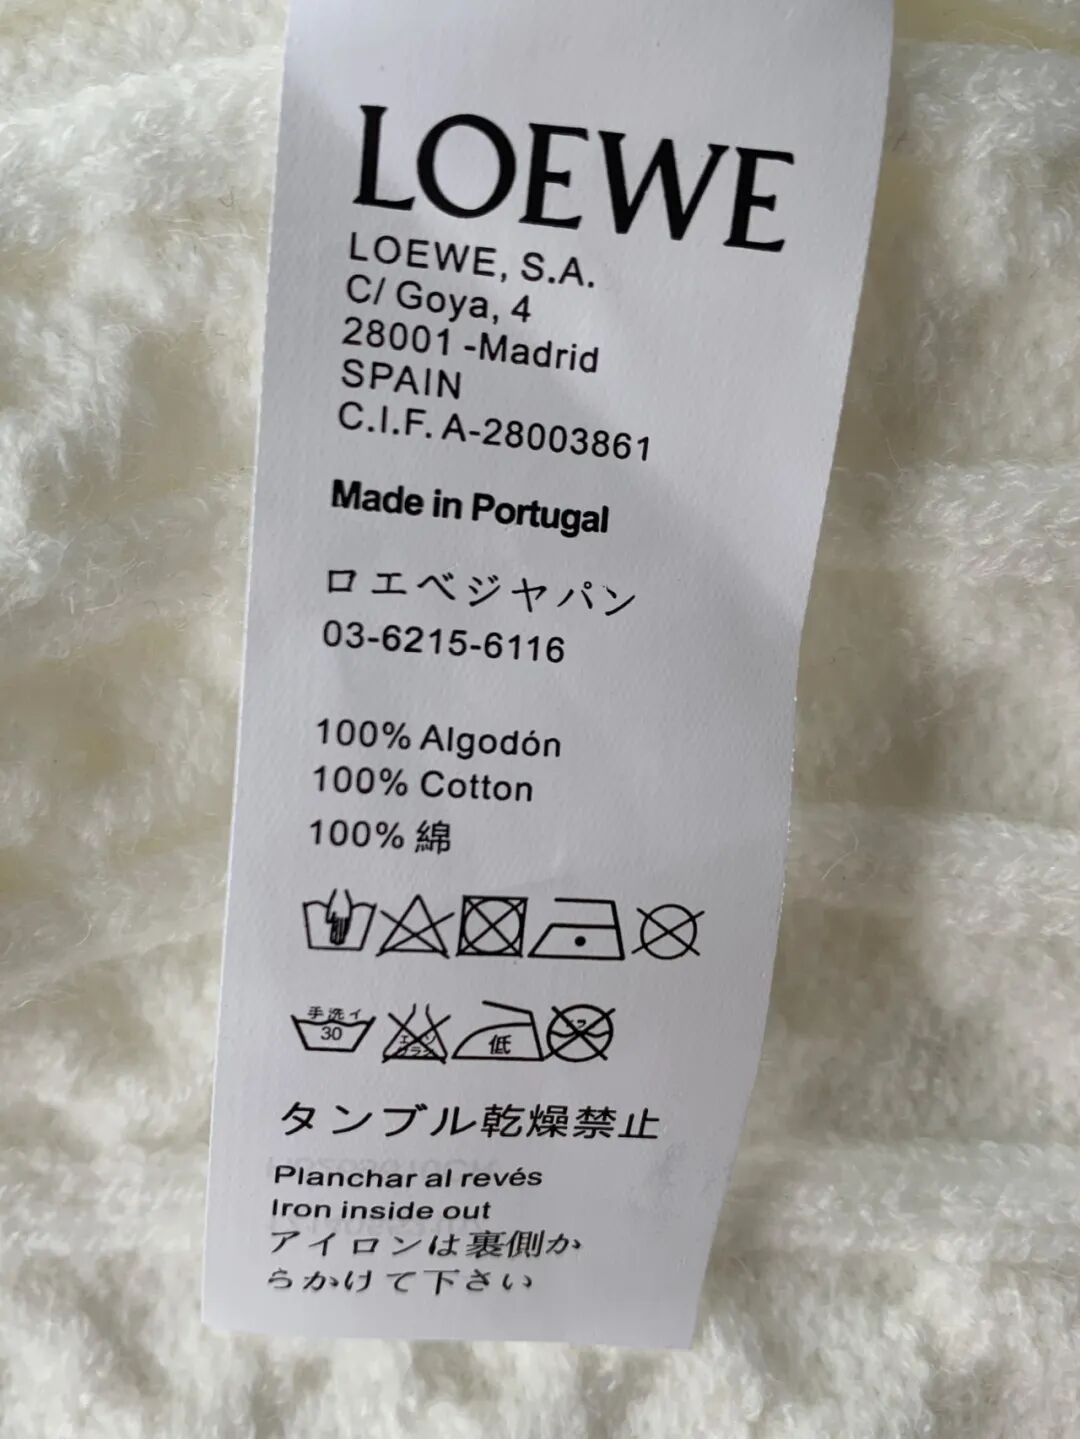 LOEWE
LOEWE, S.A.
C/ Goya, 4
28001 -Madrid
SPAIN
C.I.F. A-28003861
Made in Portugal
ロエベジャパン
03-6215-6116
100% Algodón
100% Cotton
100% 綿
手洗イ
30
低
タンブル乾燥禁止
Planchar al revés
Iron inside out
アイロンは裏側か
らかけて下さい